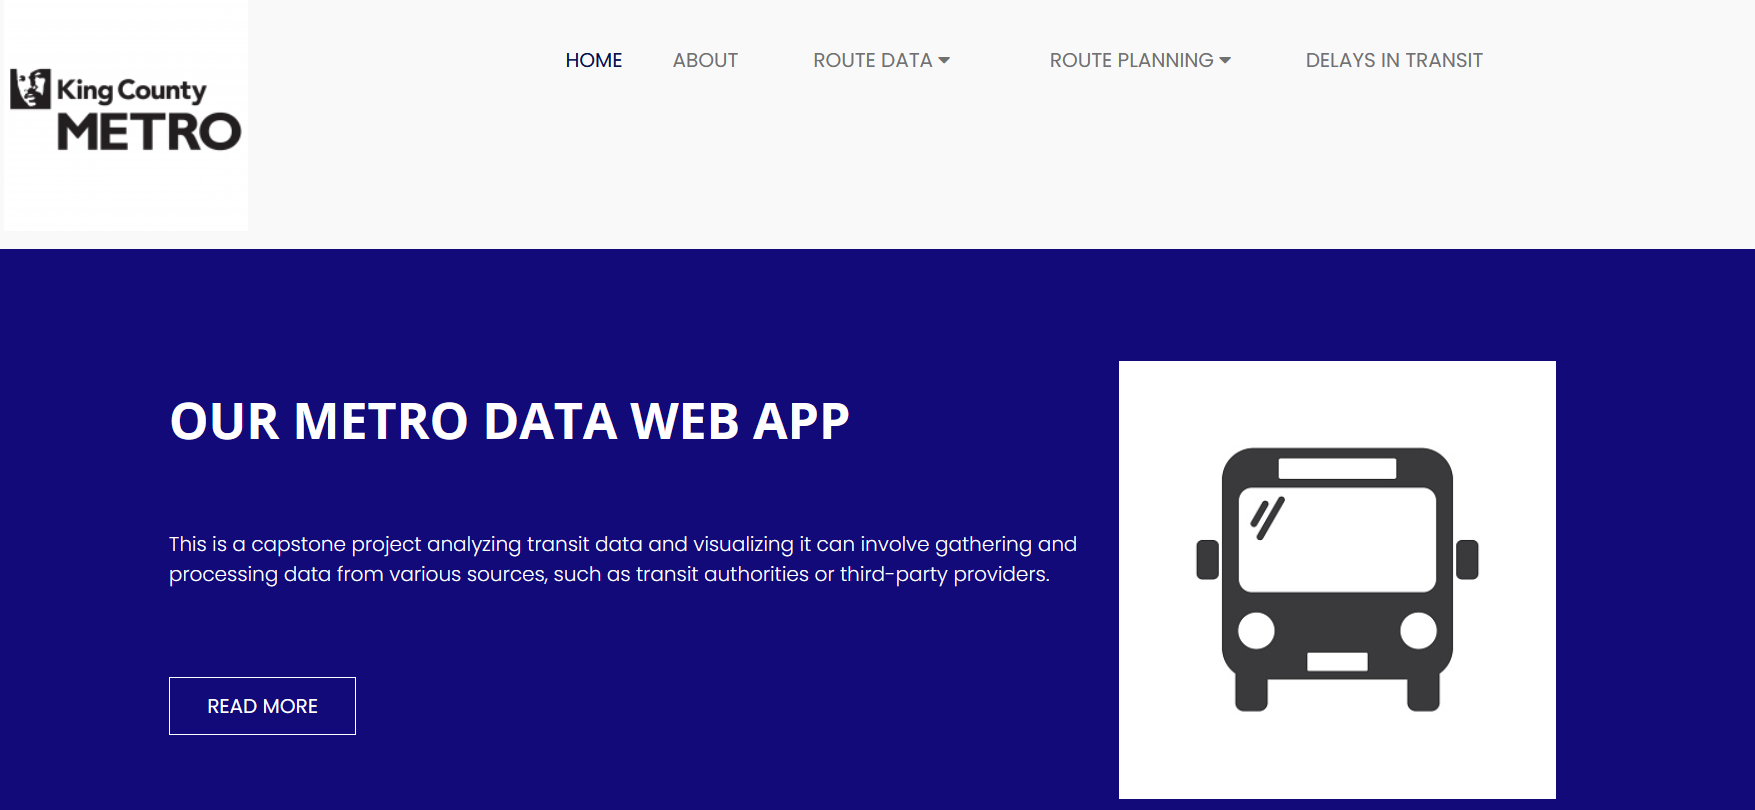 King County
METRO
HOME ABOUT ROUTE DATA ROUTE PLANNING DELAYS IN TRANSIT
OUR METRO DATA WEB APP
This is a capstone project analyzing transit data and visualizing it can involve gathering and
processing data from various sources, such as transit authorities or third-party providers.
READ MORE